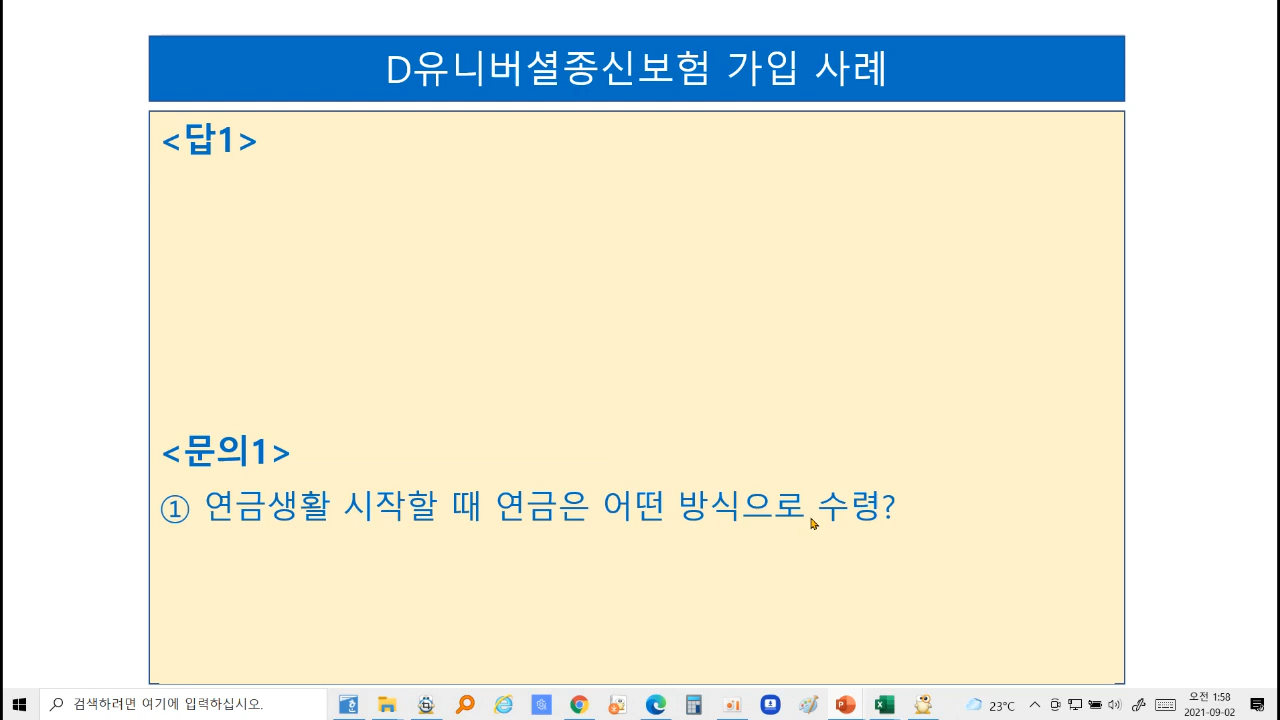 D유니버셜종신보험 가입 사례
<답1>
<문의1>
① 연금생활 시작할 때 연금은 어떤 방식으로 수령?
검색하려면 여기에 입력하십시오.
23°C
오전 1:58
2021-09-02